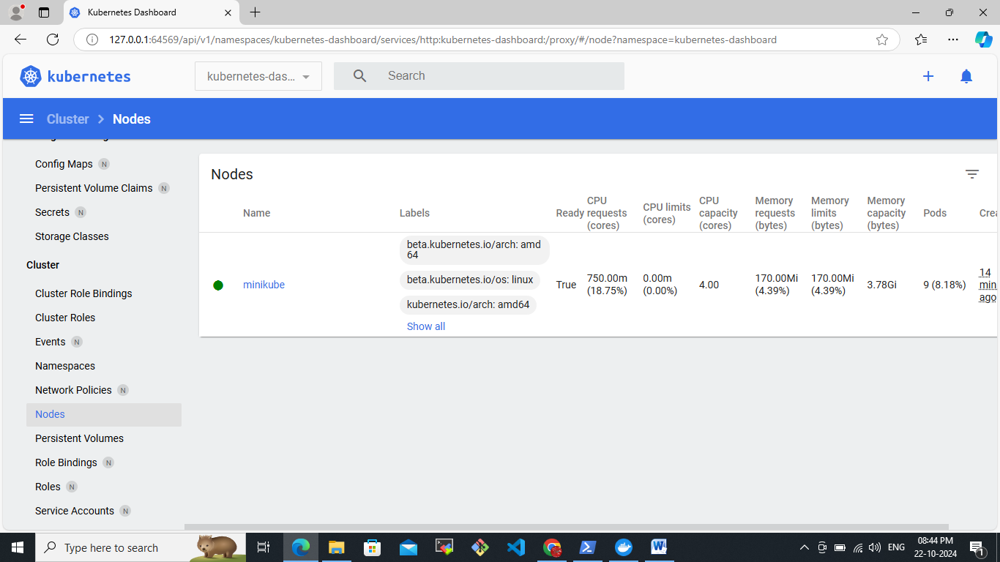 Kubernetes Dashboard
127.0.0.1:64569/api/v1/namespaces/kubernetes-dashboard/services/http:kubernetes-dashboard:/proxy/#/node?namespace=kubernetes-dashboard
kubernetes
kubernetes-das...
Search
Cluster
Nodes
Config Maps N
Persistent Volume Claims N
Secrets N
Storage Classes
Cluster
Cluster Role Bindings
Cluster Roles
Events N
Namespaces
Network Policies N
Nodes
Persistent Volumes
Role Bindings N
Roles N
Service Accounts N
Nodes
Name
Labels
Ready
CPU
requests
(cores)
CPU limits
(cores)
CPU
capacity
(cores)
Memory
requests
(bytes)
Memory
limits
(bytes)
Memory
capacity
(bytes)
Pods
minikube
beta.kubernetes.io/arch: amd
64
beta.kubernetes.io/os: linux
kubernetes.io/arch: amd64
Show all
True
750.00m
(18.75%)
0.00m
(0.00%)
4.00
170.00Mi
(4.39%)
170.00Mi
(4.39%)
3.78Gi
9 (8.18%)
14
min
ago
Type here to search
ENG
08:44 PM
22-10-2024
1